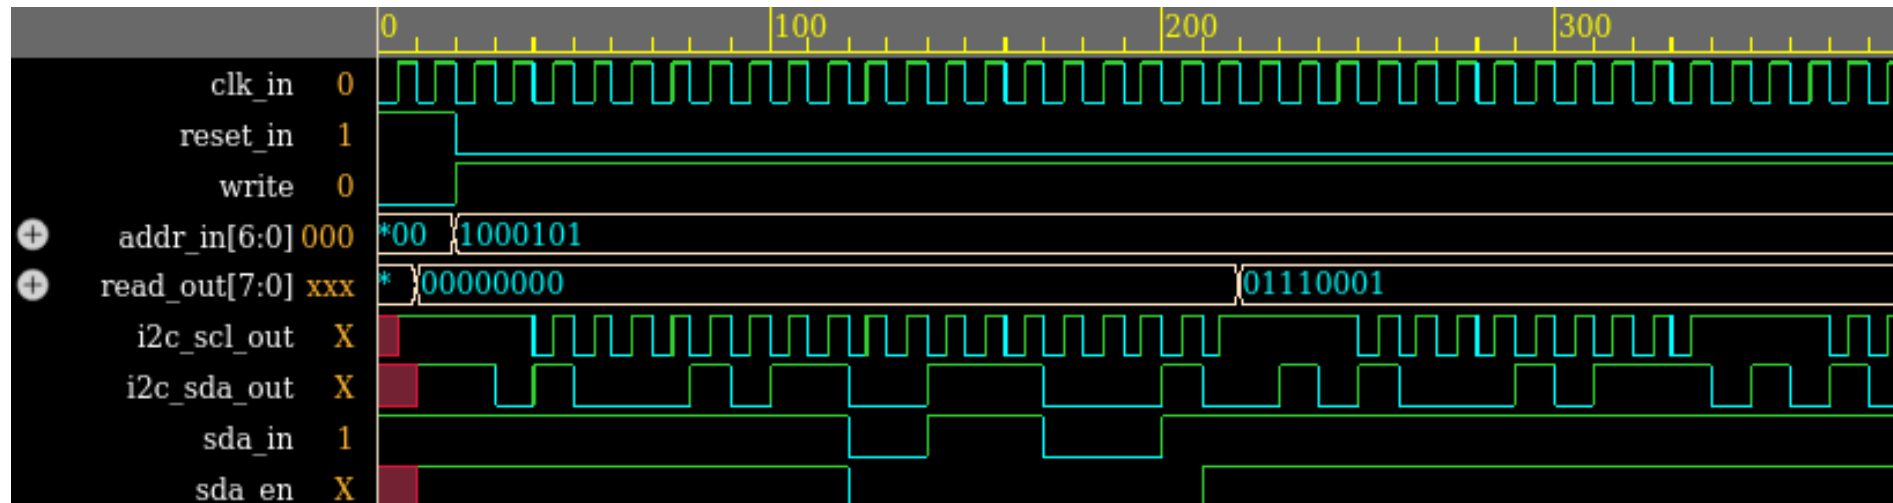 0 100 200 300
clk_in 0
reset_in 1
write 0
addr_in[6:0] 000 *00 1000101
read_out[7:0] xxx * 00000000 01110001
i2c_scl_out X
i2c_sda_out X
sda_in 1
sda_en X